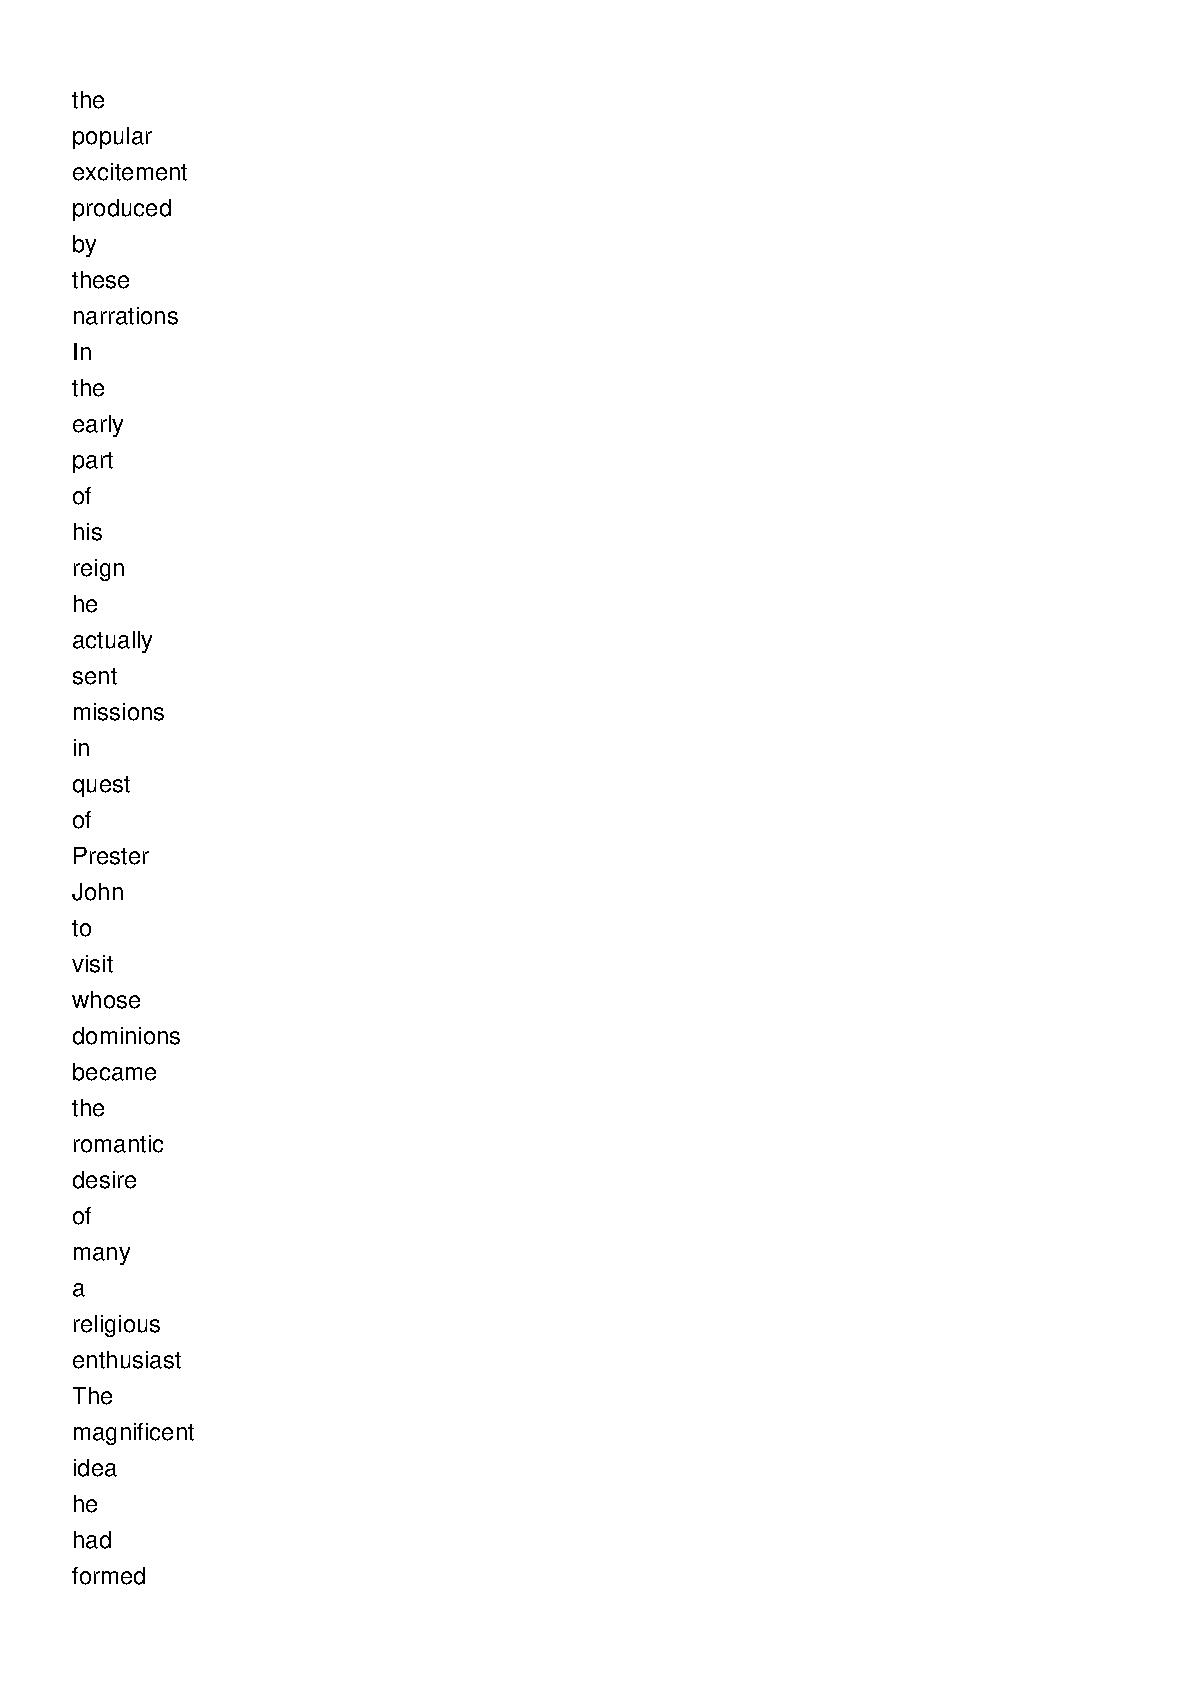 the
popular
excitement
produced
by
these
narrations
In
the
early
part
of
his
reign
he
actually
sent
missions
in
quest
of
Prester
John
to
visit
whose
dominions
became
the
romantic
desire
of
many
a
religious
enthusiast
The
magnificent
idea
he
had
formed